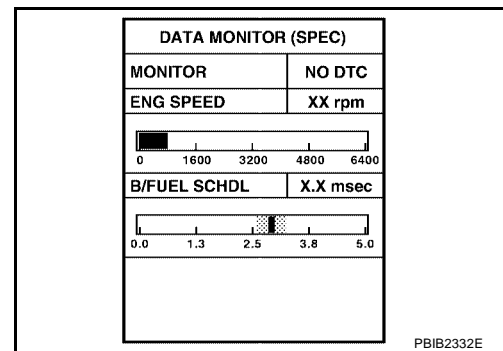 DATA MONITOR (SPEC)
MONITOR NO DTC
ENG SPEED XX rpm
0 1600 3200 4800 6400
B/FUEL SCHDL X.X msec
0.0 1.3 2.5 3.8 5.0
PBIB2332E